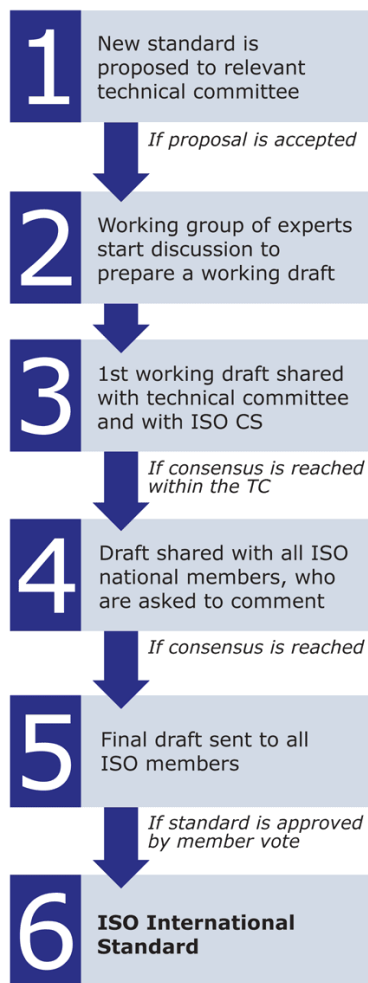 1
New standard is
proposed to relevant
technical committee
If proposal is accepted
2
Working group of experts
start discussion to
prepare a working draft
3
1st working draft shared
with technical committee
and with ISO CS
If consensus is reached
within the TC
4
Draft shared with all ISO
national members, who
are asked to comment
If consensus is reached
5
Final draft sent to all
ISO members
If standard is approved
by member vote
6
ISO International
Standard